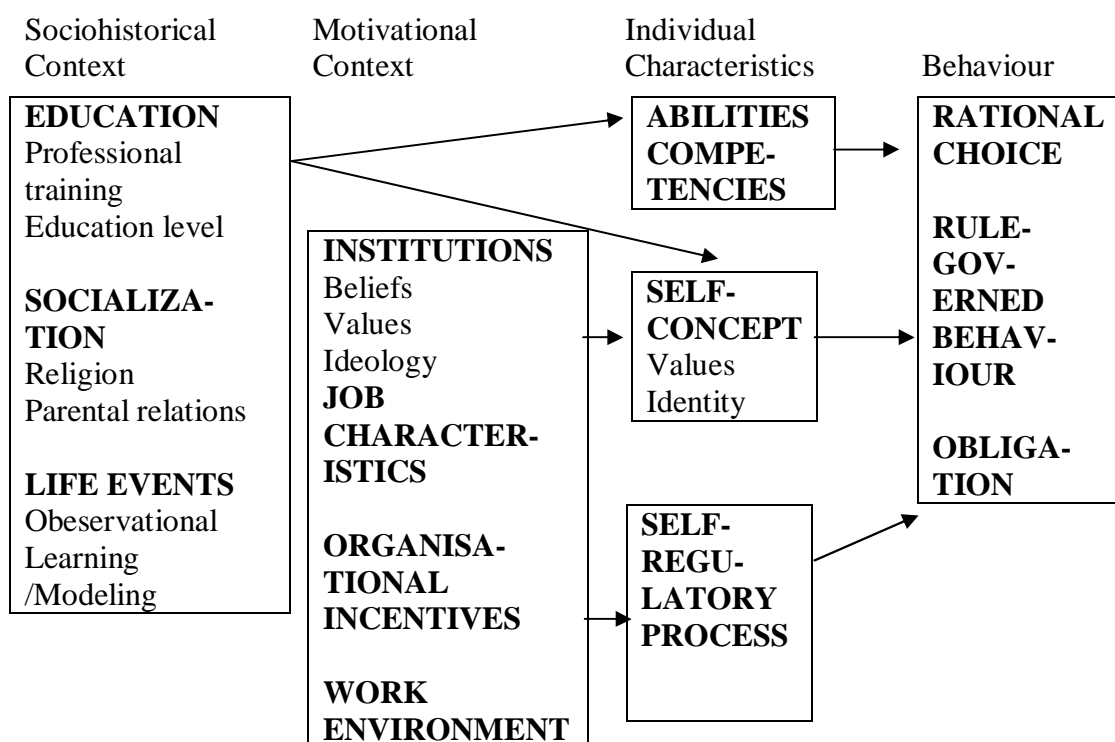 Sociohistorical
Context
Motivational
Context
Individual
Characteristics
Behaviour
EDUCATION
Professional
training
Education level
SOCIALIZA-
TION
Religion
Parental relations
LIFE EVENTS
Obeservational
Learning
/Modeling
INSTITUTIONS
Beliefs
Values
Ideology
JOB
CHARACTER-
ISTICS
ORGANISA-
TIONAL
INCENTIVES
WORK
ENVIRONMENT
ABILITIES
COMPE-
TENCIES
SELF-
CONCEPT
Values
Identity
SELF-
REGU-
LATORY
PROCESS
RATIONAL
CHOICE
RULE-
GOV-
ERNED
BEHAV-
IOUR
OBLIGA-
TION